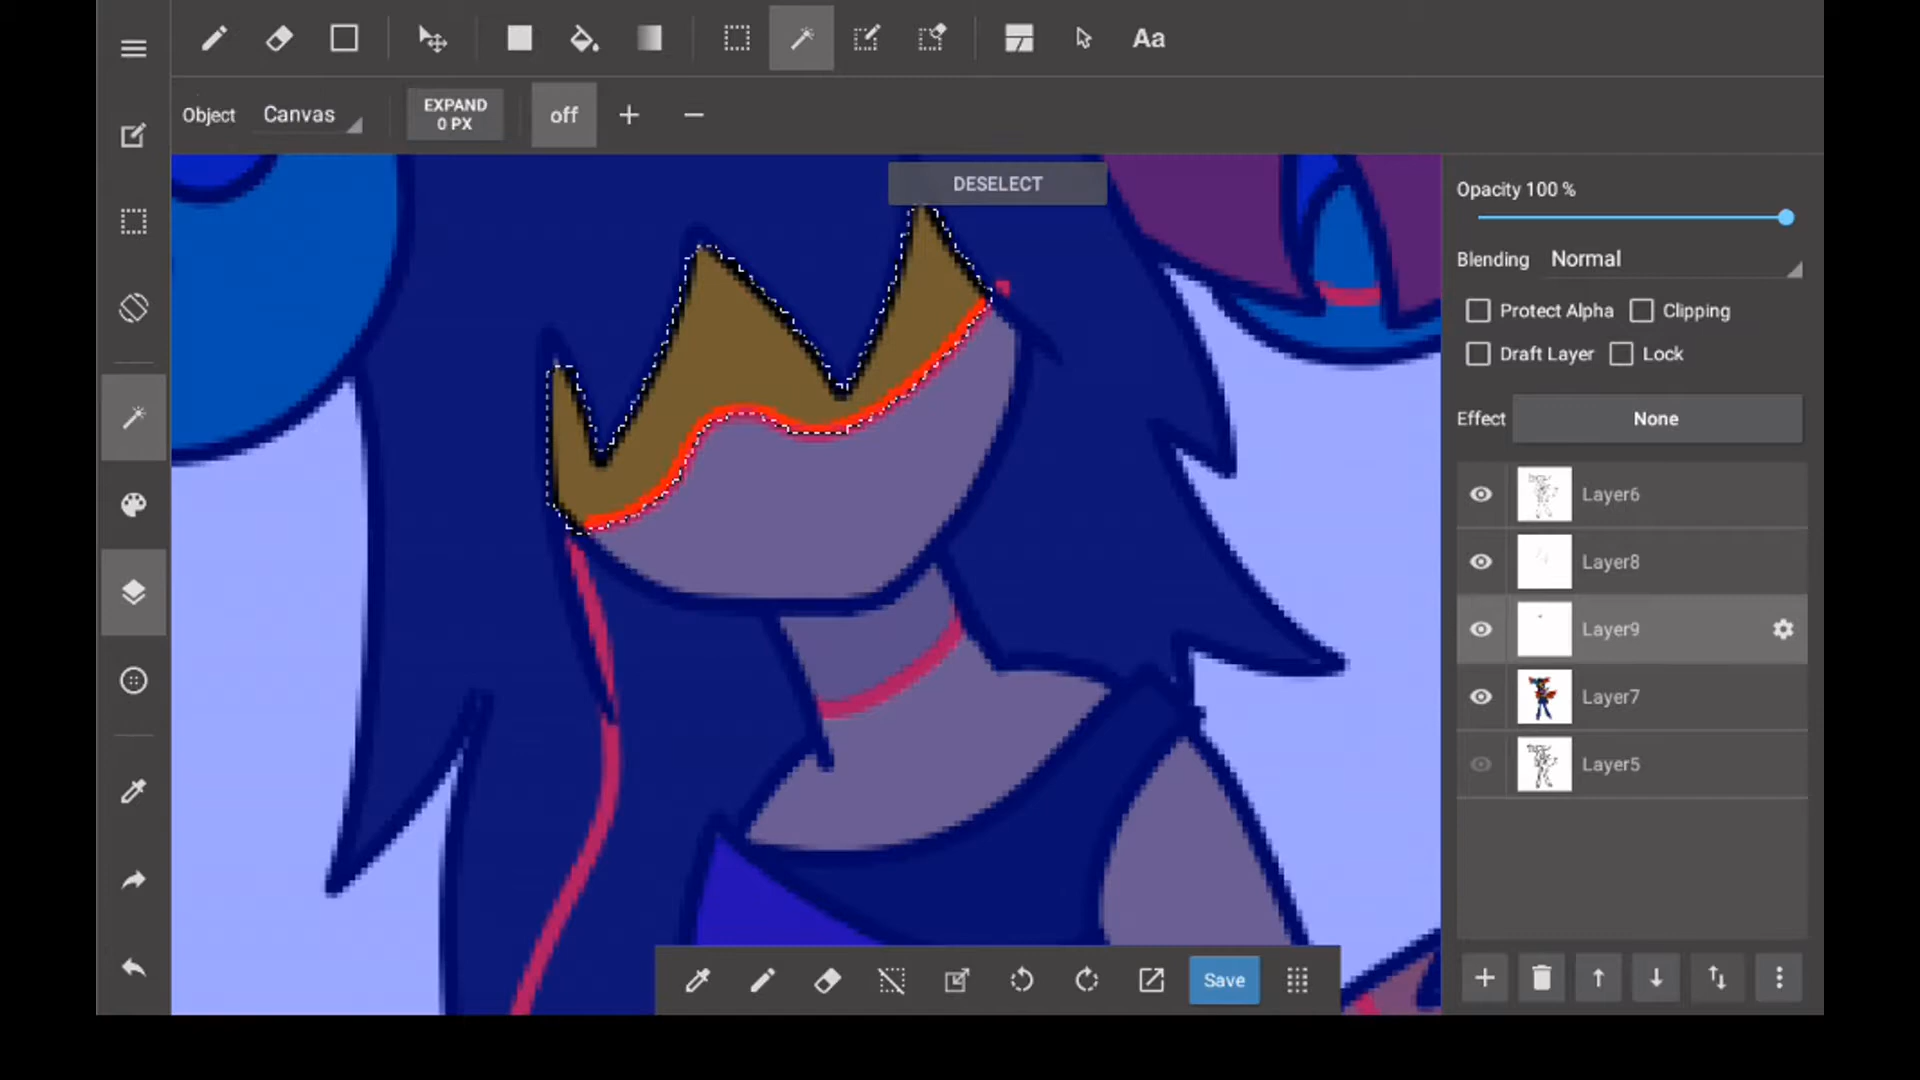 Aa
Object Canvas EXPAND 0 PX off + −
DESELECT
Opacity 100 %
Blending Normal
Protect Alpha Clipping
Draft Layer Lock
Effect None
Layer6
Layer8
Layer9
Layer7
Layer5
Save